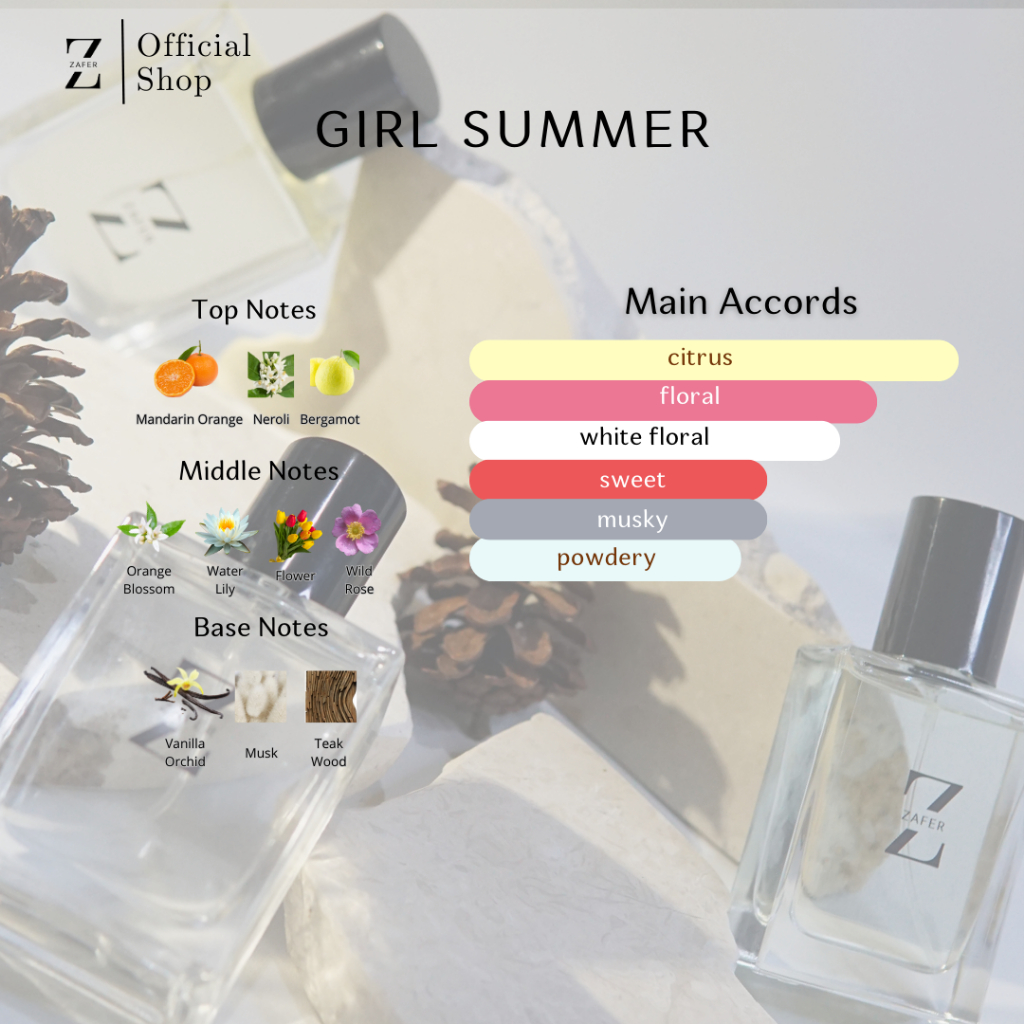 ZAFER
Official
Shop
GIRL SUMMER
Top Notes
Mandarin Orange Neroli Bergamot
Middle Notes
Orange
Blossom
Water
Lily
Flower
Wild
Rose
Base Notes
Vanilla
Orchid
Musk
Teak
Wood
Main Accords
citrus
floral
white floral
sweet
musky
powdery
ZAFER
ZAFER